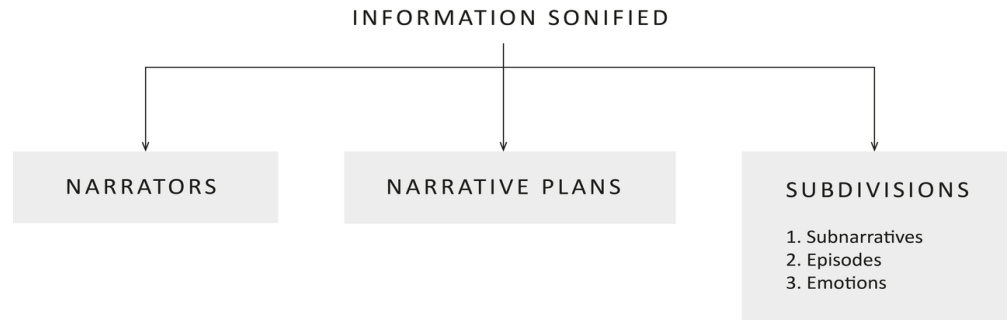 INFORMATION SONIFIED
NARRATORS
NARRATIVE PLANS
SUBDIVISIONS
1. Subnarratives
2. Episodes
3. Emotions